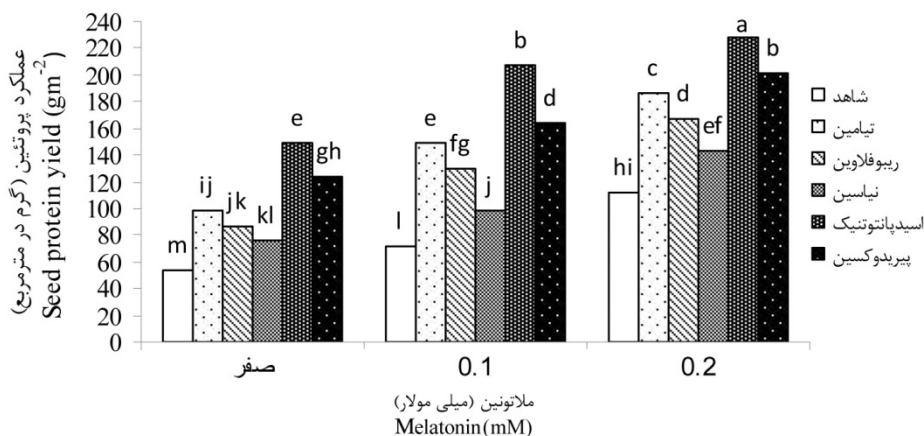 عملکرد پروتئین (گرم در مترمربع)
Seed protein yield (gm-2)
240
220
200
180
160
140
120
100
80
60
40
20
0
m
ij
jk
kl
e
gh
l
e
fg
j
b
d
hi
c
d
ef
a
b
صفر
0.1
0.2
ملاتونین (میلی مولار)
Melatonin (mM)
شاهد
تیامین
ریبوفلاوین
نیاسین
اسیدپانتوتنیک
پیریدوکسین